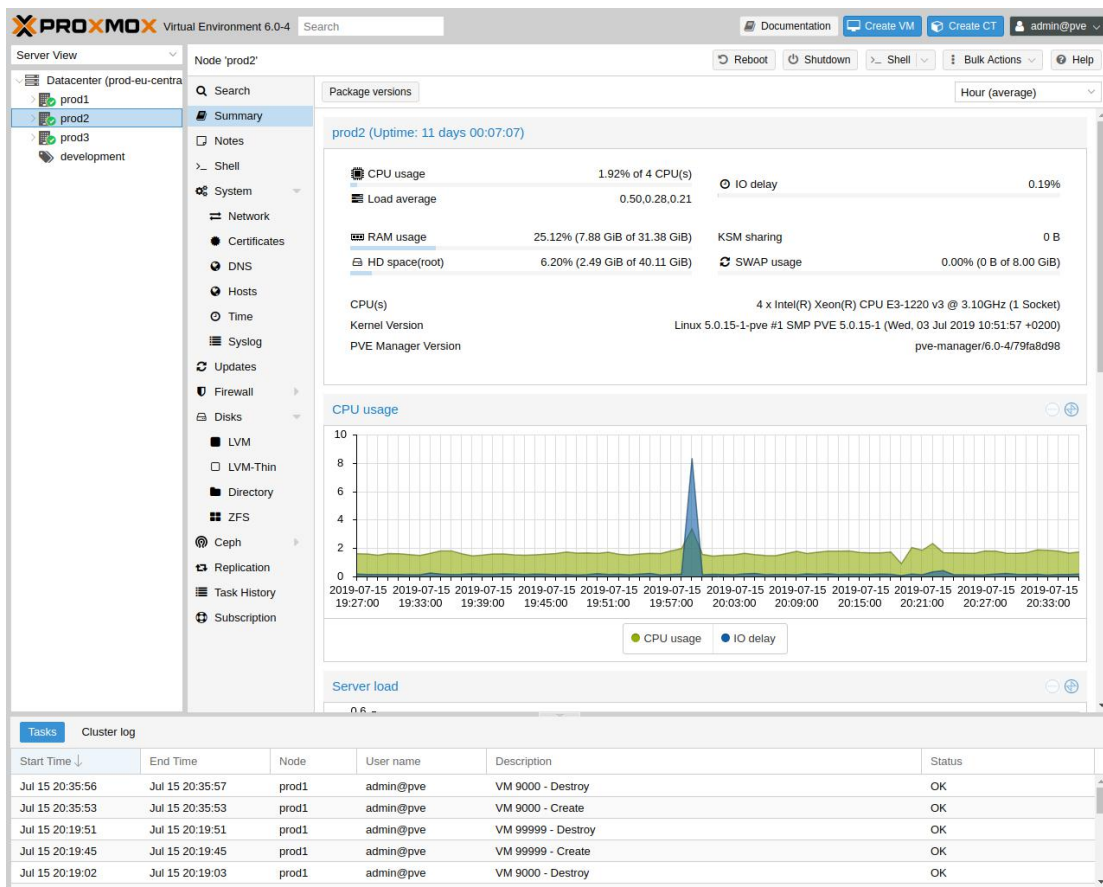 PROXMOX Virtual Environment 6.0-4 Search Documentation Create VM Create CT admin@pve
Server View
Datacenter (prod-eu-centra
prod1
prod2
prod3
development
Node 'prod2' Reboot Shutdown >_ Shell Bulk Actions Help
Search
Summary
Notes
>_ Shell
System
Network
Certificates
DNS
Hosts
Time
Syslog
Updates
Firewall
Disks
LVM
LVM-Thin
Directory
ZFS
Ceph
Replication
Task History
Subscription
Package versions Hour (average)
prod2 (Uptime: 11 days 00:07:07)
CPU usage 1.92% of 4 CPU(s)
Load average 0.50,0.28,0.21
IO delay 0.19%
RAM usage 25.12% (7.88 GiB of 31.38 GiB)
HD space(root) 6.20% (2.49 GiB of 40.11 GiB)
KSM sharing 0 B
SWAP usage 0.00% (0 B of 8.00 GiB)
CPU(s) 4 x Intel(R) Xeon(R) CPU E3-1220 v3 @ 3.10GHz (1 Socket)
Kernel Version Linux 5.0.15-1-pve #1 SMP PVE 5.0.15-1 (Wed, 03 Jul 2019 10:51:57 +0200)
PVE Manager Version pve-manager/6.0-4/79fa8d98
CPU usage
10
8
6
4
2
0
2019-07-15 2019-07-15 2019-07-15 2019-07-15 2019-07-15 2019-07-15 2019-07-15 2019-07-15 2019-07-15 2019-07-15 2019-07-15 2019-07-15
19:27:00 19:33:00 19:39:00 19:45:00 19:51:00 19:57:00 20:03:00 20:09:00 20:15:00 20:21:00 20:27:00 20:33:00
CPU usage IO delay
Server load
0.6
Tasks Cluster log
Start Time End Time Node User name Description Status
Jul 15 20:35:56 Jul 15 20:35:57 prod1 admin@pve VM 9000 - Destroy OK
Jul 15 20:35:53 Jul 15 20:35:53 prod1 admin@pve VM 9000 - Create OK
Jul 15 20:19:51 Jul 15 20:19:51 prod1 admin@pve VM 99999 - Destroy OK
Jul 15 20:19:45 Jul 15 20:19:45 prod1 admin@pve VM 99999 - Create OK
Jul 15 20:19:02 Jul 15 20:19:03 prod1 admin@pve VM 9000 - Destroy OK